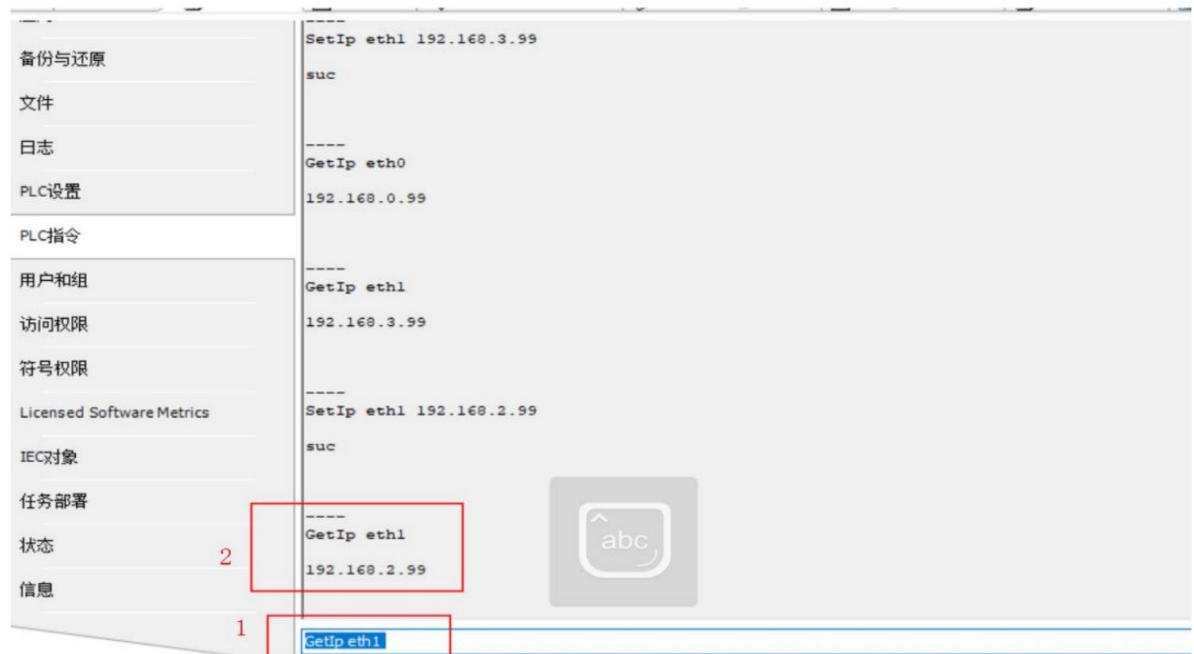 备份与还原
文件
日志
PLC设置
PLC指令
用户和组
访问权限
符号权限
Licensed Software Metrics
IEC对象
任务部署
状态
信息
----
SetIp eth1 192.168.3.99
suc
----
GetIp eth0
192.168.0.99
----
GetIp eth1
192.168.3.99
----
SetIp eth1 192.168.2.99
suc
----
GetIp eth1
192.168.2.99
abc
2
1
GetIp eth1